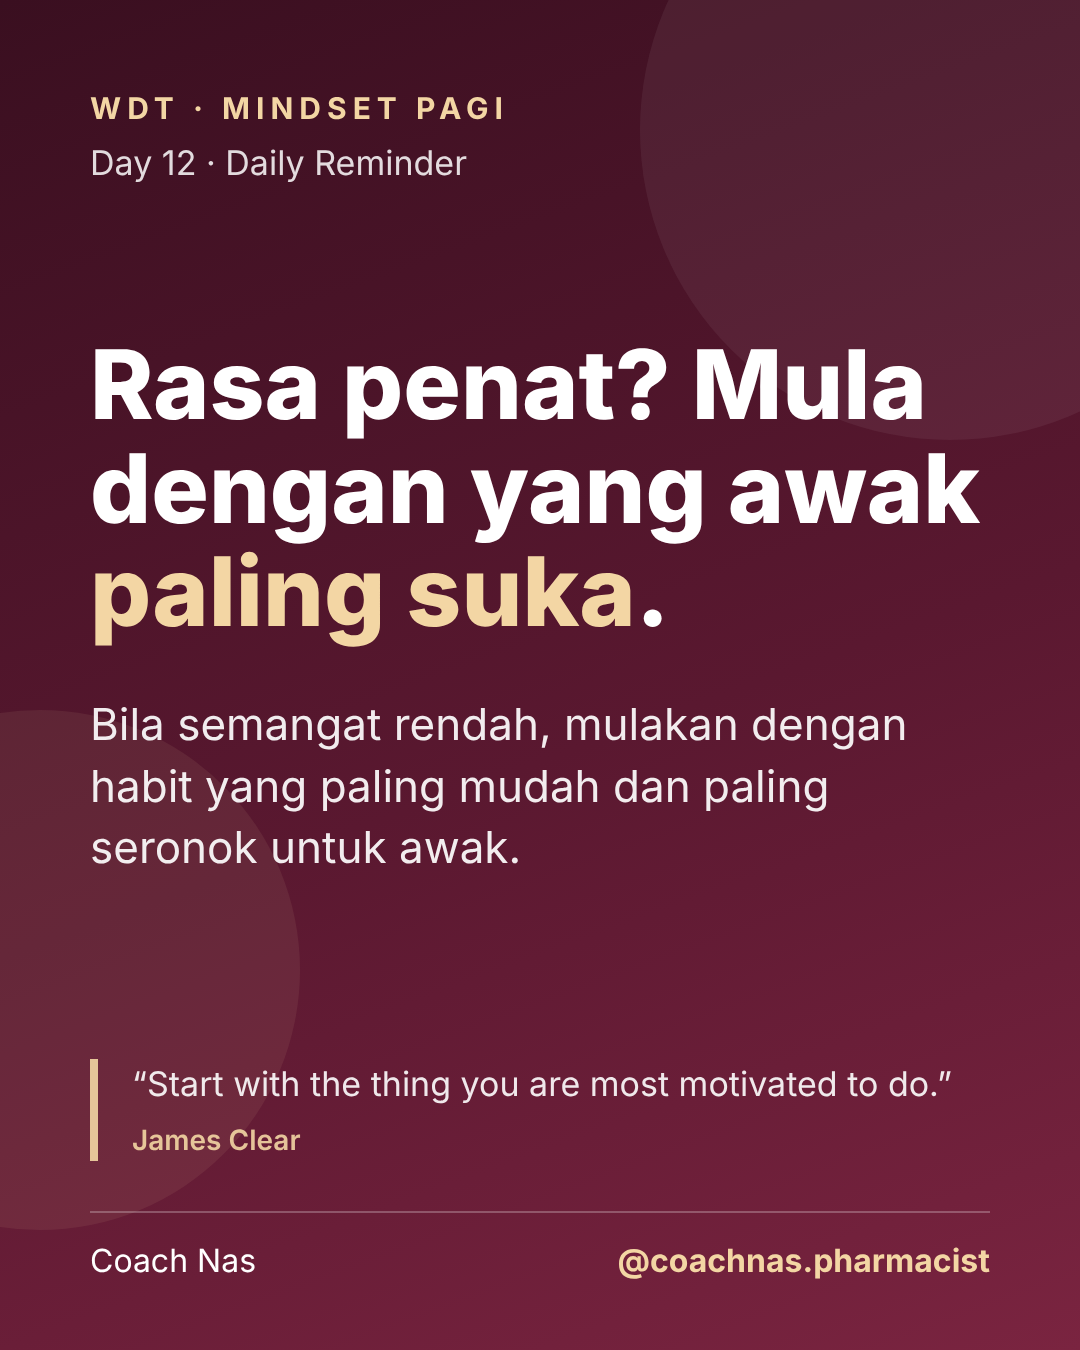 WDT · MINDSET PAGI
Day 12 · Daily Reminder
Rasa penat? Mula
dengan yang awak
paling suka.
Bila semangat rendah, mulakan dengan
habit yang paling mudah dan paling
seronok untuk awak.
“Start with the thing you are most motivated to do.”
James Clear
Coach Nas
@coachnas.pharmacist